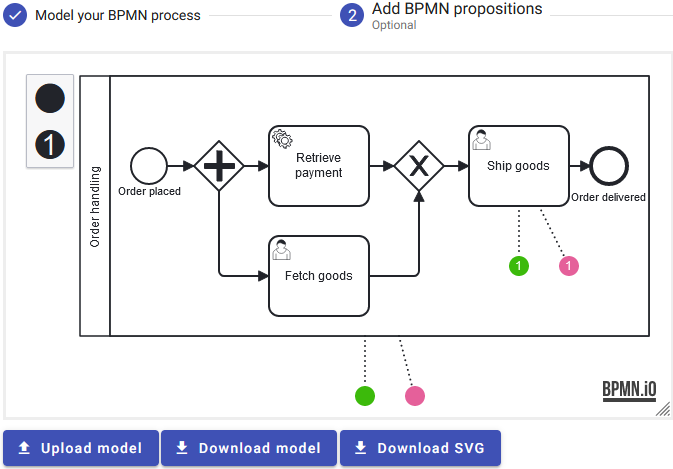 Model your BPMN process
2
Add BPMN propositions
Optional
1
Order handling
Order placed
Retrieve
payment
X
Ship goods
Order delivered
Fetch goods
1
1
BPMN.iO
Upload model
Download model
Download SVG